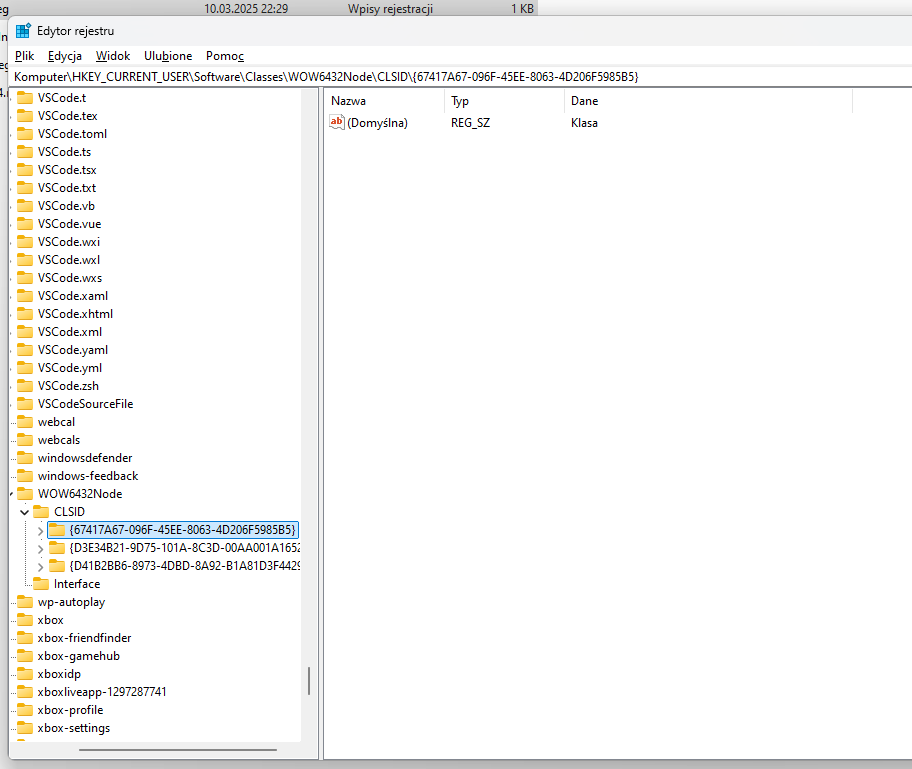 eg 10.03.2025 22:29 Wpisy rejestracji 1 KB
Edytor rejestru
Plik Edycja Widok Ulubione Pomoc
Komputer\HKEY_CURRENT_USER\Software\Classes\WOW6432Node\CLSID\{67417A67-096F-45EE-8063-4D206F5985B5}
Nazwa Typ Dane
ab (Domyślna) REG_SZ Klasa
VSCode.t
VSCode.tex
VSCode.toml
VSCode.ts
VSCode.tsx
VSCode.txt
VSCode.vb
VSCode.vue
VSCode.wxi
VSCode.wxl
VSCode.wxs
VSCode.xaml
VSCode.xhtml
VSCode.xml
VSCode.yaml
VSCode.yml
VSCode.zsh
VSCodeSourceFile
webcal
webcals
windowsdefender
windows-feedback
WOW6432Node
CLSID
{67417A67-096F-45EE-8063-4D206F5985B5}
{D3E34B21-9D75-101A-8C3D-00AA001A1652
{D41B2BB6-8973-4DBD-8A92-B1A81D3F4429
Interface
wp-autoplay
xbox
xbox-friendfinder
xbox-gamehub
xboxidp
xboxliveapp-1297287741
xbox-profile
xbox-settings